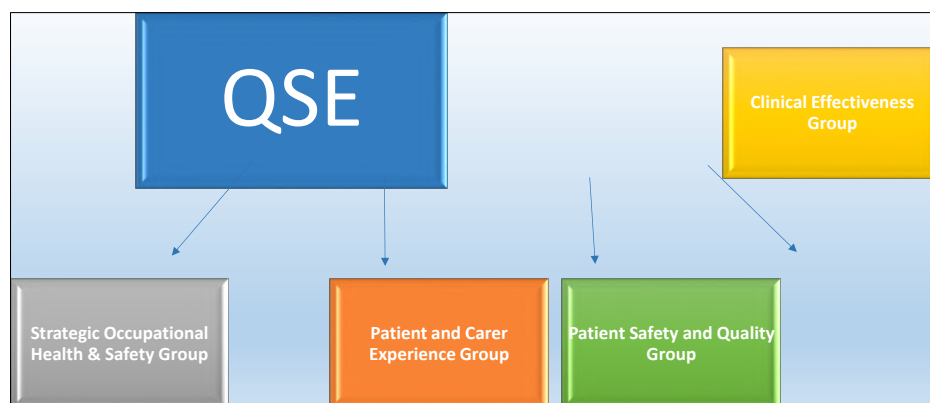 QSE
Clinical Effectiveness
Group
Strategic Occupational
Health & Safety Group
Patient and Carer
Experience Group
Patient Safety and Quality
Group